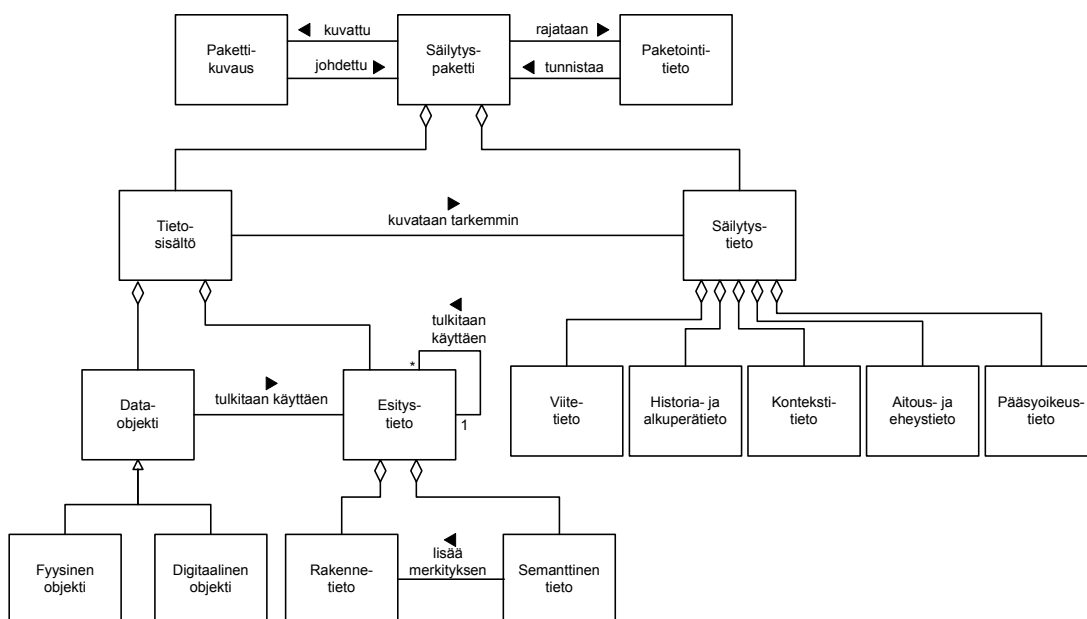 Paketti-
kuvaus
kuvattu
johdettu
Säilytys-
paketti
rajataan
tunnistaa
Paketointi-
tieto
Tieto-
sisältö
kuvataan tarkemmin
Säilytys-
tieto
tulkitaan
käyttäen
*
1
Data-
objekti
tulkitaan käyttäen
Esitys-
tieto
Viite-
tieto
Historia- ja
alkuperätieto
Konteksti-
tieto
Aitous- ja
eheystieto
Pääsyoikeus-
tieto
Fyysinen
objekti
Digitaalinen
objekti
Rakenne-
tieto
lisää
merkityksen
Semanttinen
tieto